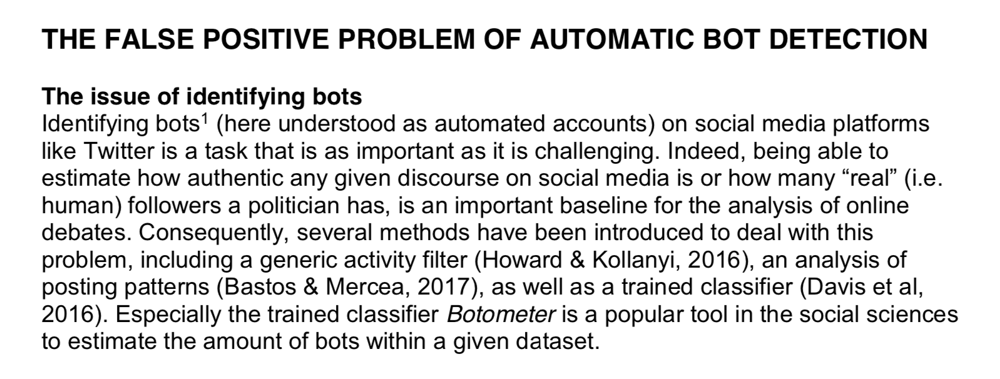 THE FALSE POSITIVE PROBLEM OF AUTOMATIC BOT DETECTION
The issue of identifying bots
Identifying bots¹ (here understood as automated accounts) on social media platforms
like Twitter is a task that is as important as it is challenging. Indeed, being able to
estimate how authentic any given discourse on social media is or how many “real” (i.e.
human) followers a politician has, is an important baseline for the analysis of online
debates. Consequently, several methods have been introduced to deal with this
problem, including a generic activity filter (Howard & Kollanyi, 2016), an analysis of
posting patterns (Bastos & Mercea, 2017), as well as a trained classifier (Davis et al,
2016). Especially the trained classifier Botometer is a popular tool in the social sciences
to estimate the amount of bots within a given dataset.